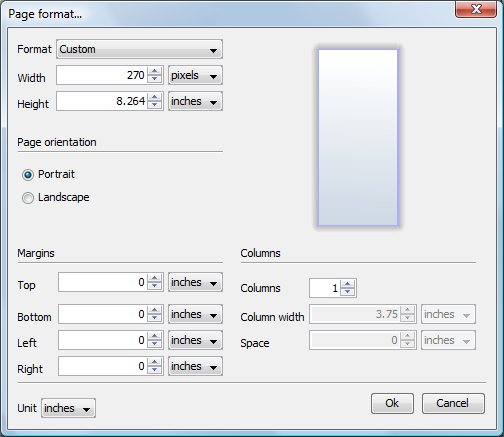 Page format...
Format Custom
Width 270 pixels
Height 8.264 inches
Page orientation
Portrait
Landscape
Margins
Top 0 inches
Bottom 0 inches
Left 0 inches
Right 0 inches
Columns
Columns 1
Column width 3.75 inches
Space 0 inches
Unit inches
Ok Cancel